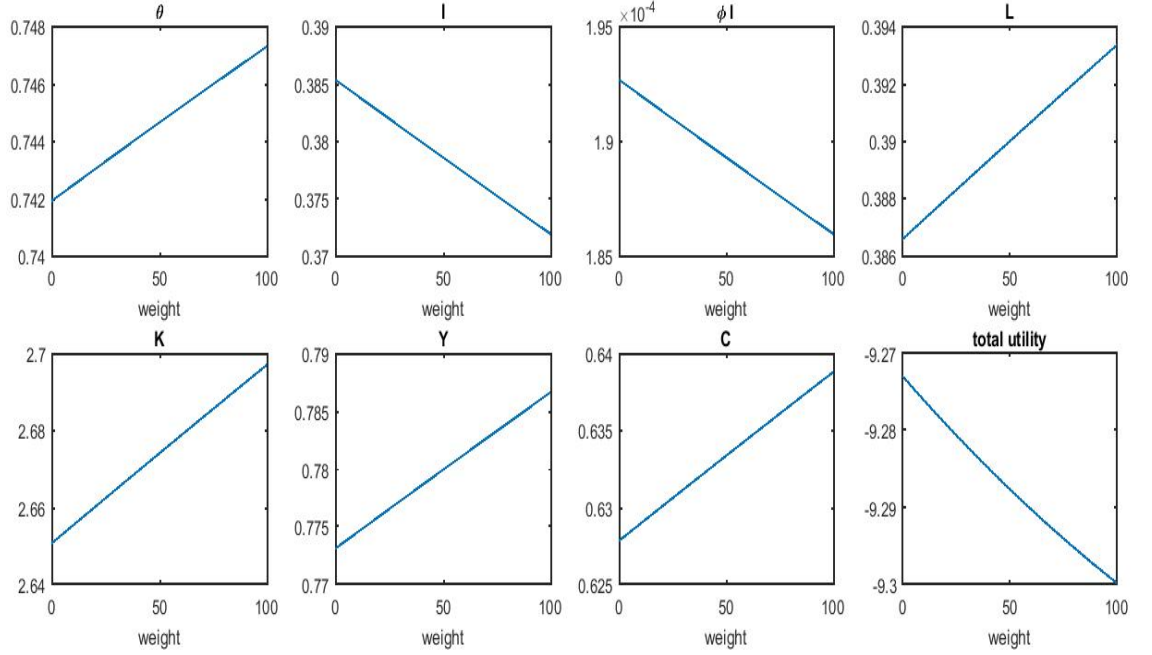 θ
0.748
0.746
0.744
0.742
0.74
0 50 100
weight
I
0.39
0.385
0.38
0.375
0.37
0 50 100
weight
×10-4 ϕ I
1.95
1.9
1.85
0 50 100
weight
L
0.394
0.392
0.39
0.388
0.386
0 50 100
weight
K
2.7
2.68
2.66
2.64
0 50 100
weight
Y
0.79
0.785
0.78
0.775
0.77
0 50 100
weight
C
0.64
0.635
0.63
0.625
0 50 100
weight
total utility
-9.27
-9.28
-9.29
-9.3
0 50 100
weight